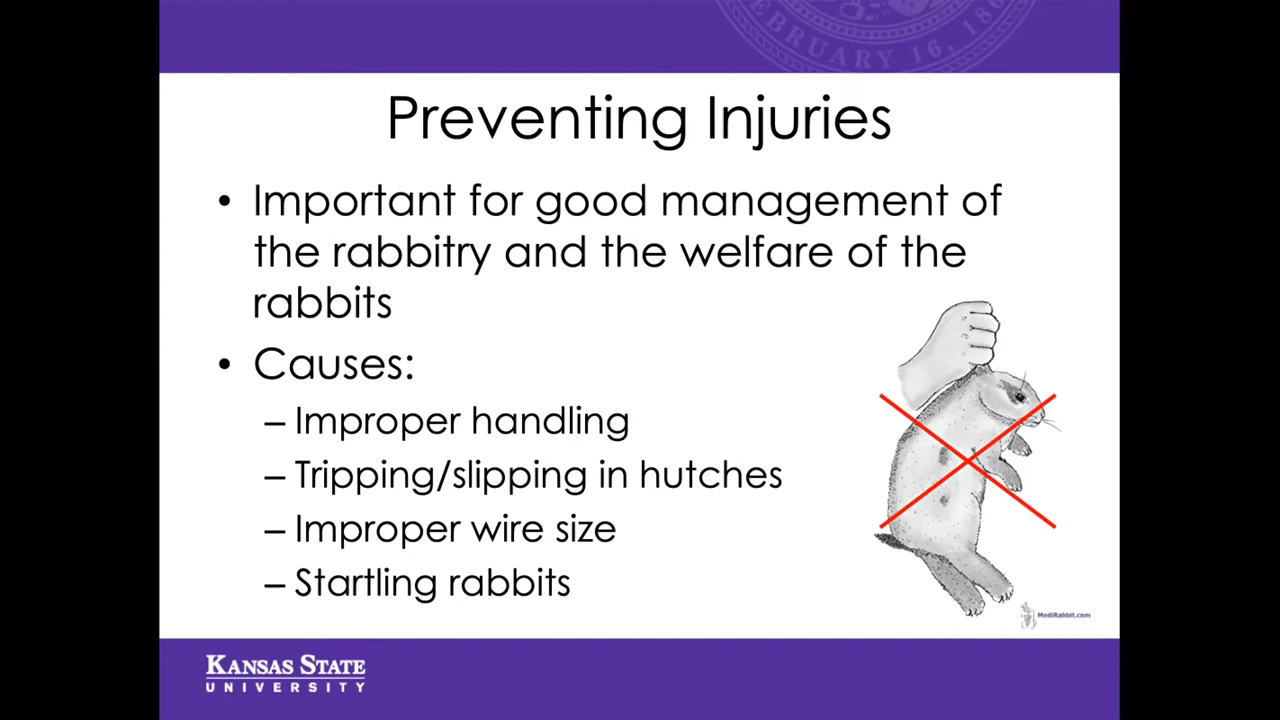 FEBRUARY 16, 186
Preventing Injuries
• Important for good management of
the rabbitry and the welfare of the
rabbits
• Causes:
– Improper handling
– Tripping/slipping in hutches
– Improper wire size
– Startling rabbits
MediRabbit.com
KANSAS STATE
UNIVERSITY